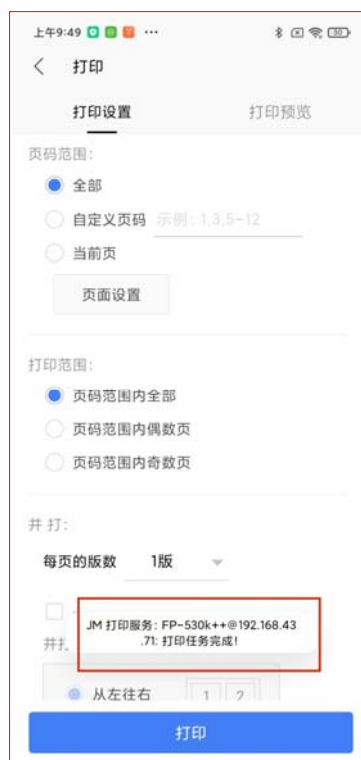 上午9:49 ···
打印
打印设置 打印预览
页码范围:
全部
自定义页码 示例: 1,3,5-12
当前页
页面设置
打印范围:
页码范围内全部
页码范围内偶数页
页码范围内奇数页
并 打:
每页的版数 1版
JM 打印服务: FP-530k++@192.168.43
.71: 打印任务完成!
并打
从左往右 1 2
打印